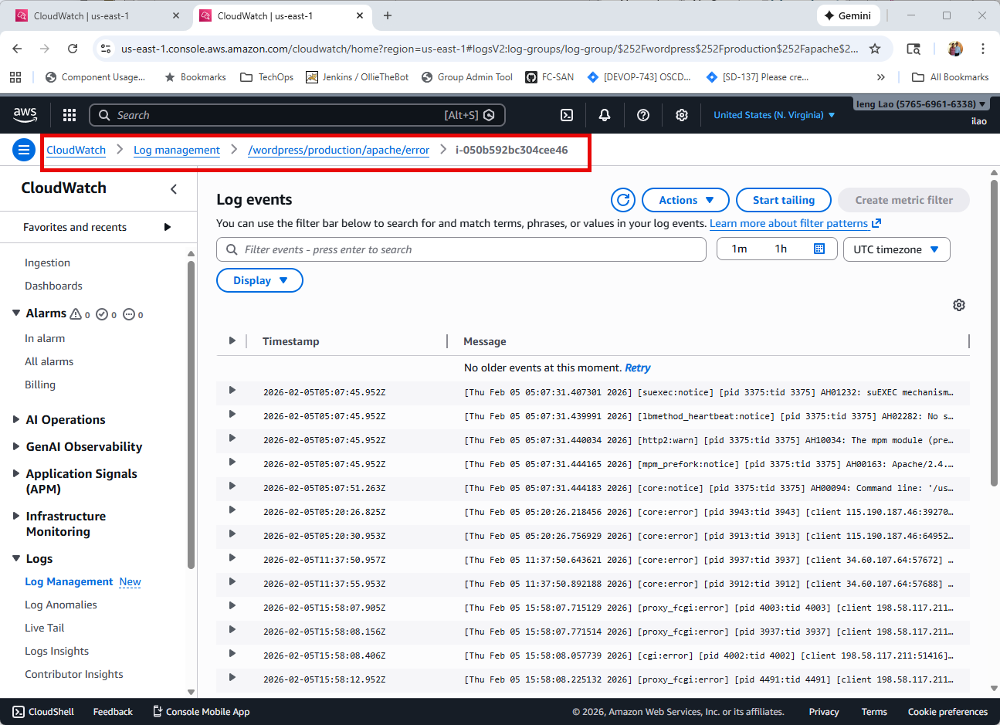 CloudWatch | us-east-1
CloudWatch | us-east-1
Gemini
us-east-1.console.aws.amazon.com/cloudwatch/home?region=us-east-1#logsV2:log-groups/log-group/$252Fwordpress$252Fproduction$252Fapache$2...
Component Usage...
Bookmarks
TechOps
Jenkins / OllieTheBot
Group Admin Tool
FC-SAN
[DEVOP-743] OSCD...
[SD-137] Please cre...
All Bookmarks
aws
Search
[Alt+S]
United States (N. Virginia)
Ieng Lao (5765-6961-6338)
ilao
CloudWatch > Log management > /wordpress/production/apache/error > i-050b592bc304cee46
CloudWatch
Favorites and recents
Ingestion
Dashboards
Alarms 0 0 0
In alarm
All alarms
Billing
AI Operations
GenAI Observability
Application Signals
(APM)
Infrastructure
Monitoring
Logs
Log Management New
Log Anomalies
Live Tail
Logs Insights
Contributor Insights
Log events
Actions
Start tailing
Create metric filter
You can use the filter bar below to search for and match terms, phrases, or values in your log events. Learn more about filter patterns
Filter events - press enter to search
1m
1h
UTC timezone
Display
Timestamp
Message
No older events at this moment. Retry
2026-02-05T05:07:45.952Z [Thu Feb 05 05:07:31.407301 2026] [suexec:notice] [pid 3375:tid 3375] AH01232: suEXEC mechanism...
2026-02-05T05:07:45.952Z [Thu Feb 05 05:07:31.439991 2026] [lbmethod_heartbeat:notice] [pid 3375:tid 3375] AH02282: No s...
2026-02-05T05:07:45.952Z [Thu Feb 05 05:07:31.440034 2026] [http2:warn] [pid 3375:tid 3375] AH10034: The mpm module (pre...
2026-02-05T05:07:45.952Z [Thu Feb 05 05:07:31.444165 2026] [mpm_prefork:notice] [pid 3375:tid 3375] AH00163: Apache/2.4....
2026-02-05T05:07:51.263Z [Thu Feb 05 05:07:31.444183 2026] [core:notice] [pid 3375:tid 3375] AH00094: Command line: '/us...
2026-02-05T05:20:26.825Z [Thu Feb 05 05:20:26.218456 2026] [core:error] [pid 3943:tid 3943] [client 115.190.187.46:39270...
2026-02-05T05:20:30.953Z [Thu Feb 05 05:20:26.756929 2026] [core:error] [pid 3913:tid 3913] [client 115.190.187.46:64952...
2026-02-05T11:37:50.957Z [Thu Feb 05 11:37:50.643621 2026] [core:error] [pid 3937:tid 3937] [client 34.60.107.64:57672] ...
2026-02-05T11:37:55.953Z [Thu Feb 05 11:37:50.892188 2026] [core:error] [pid 3912:tid 3912] [client 34.60.107.64:57688] ...
2026-02-05T15:58:07.905Z [Thu Feb 05 15:58:07.715129 2026] [proxy_fcgi:error] [pid 4003:tid 4003] [client 198.58.117.211...
2026-02-05T15:58:08.156Z [Thu Feb 05 15:58:07.771514 2026] [proxy_fcgi:error] [pid 3937:tid 3937] [client 198.58.117.211...
2026-02-05T15:58:08.406Z [Thu Feb 05 15:58:08.057739 2026] [cgi:error] [pid 4002:tid 4002] [client 198.58.117.211:51416]...
2026-02-05T15:58:12.952Z [Thu Feb 05 15:58:08.225132 2026] [proxy_fcgi:error] [pid 4491:tid 4491] [client 198.58.117.211...
CloudShell
Feedback
Console Mobile App
© 2026, Amazon Web Services, Inc. or its affiliates.
Privacy
Terms
Cookie preferences